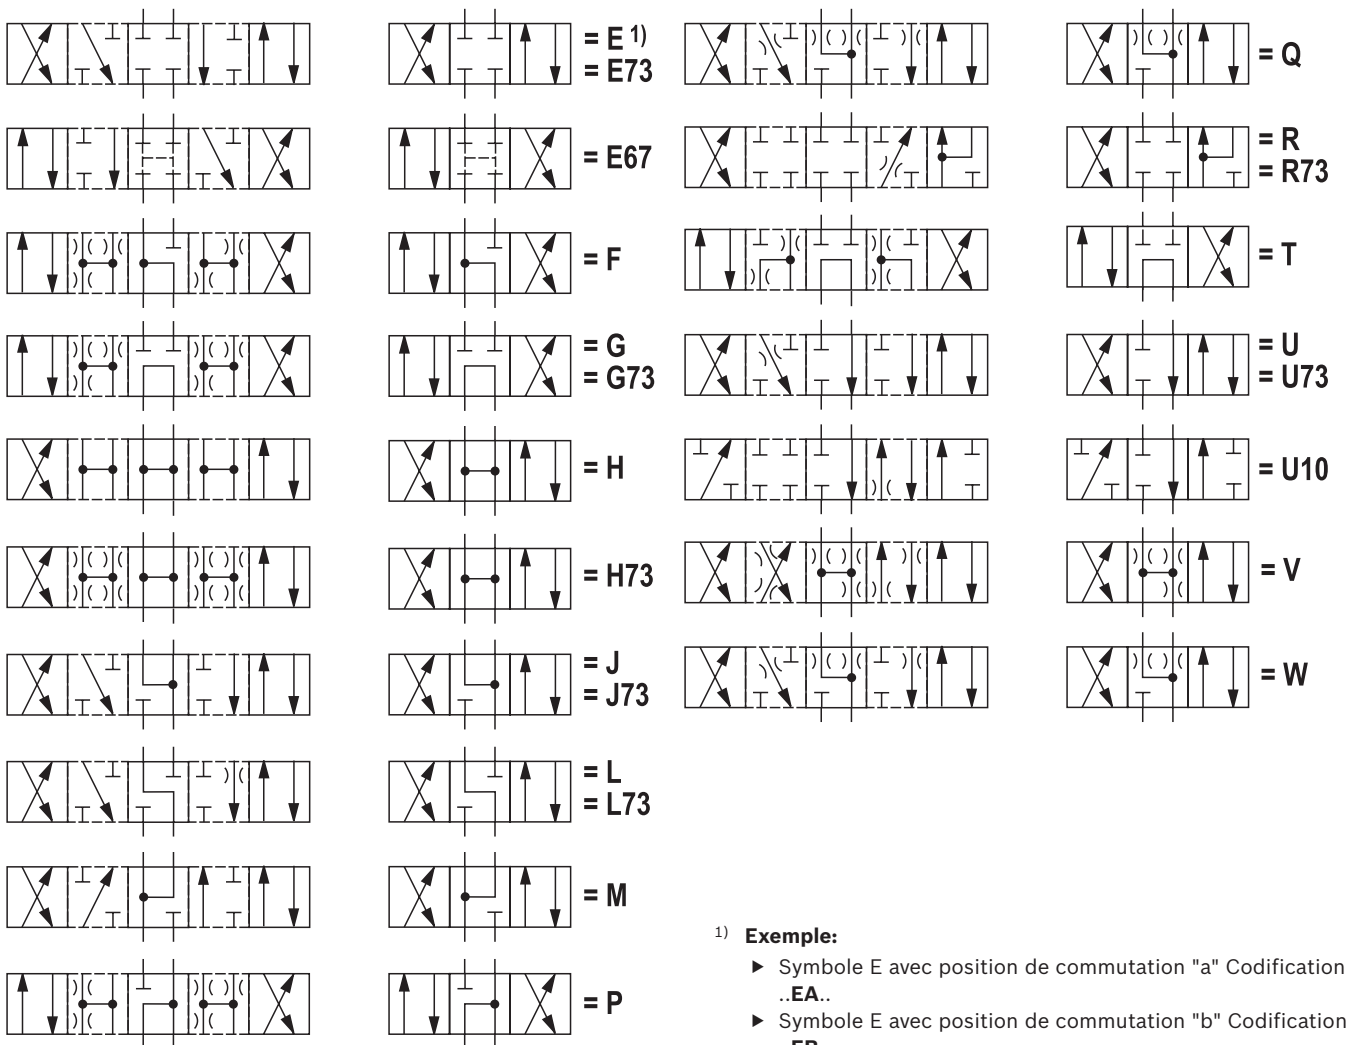 = E 1)
= E73
= E67
= F
= G
= G73
= H
= H73
= J
= J73
= L
= L73
= M
= P
= Q
= R
= R73
= T
= U
= U73
= U10
= V
= W
1) Exemple:
▶ Symbole E avec position de commutation "a" Codification
..EA..
▶ Symbole E avec position de commutation "b" Codification